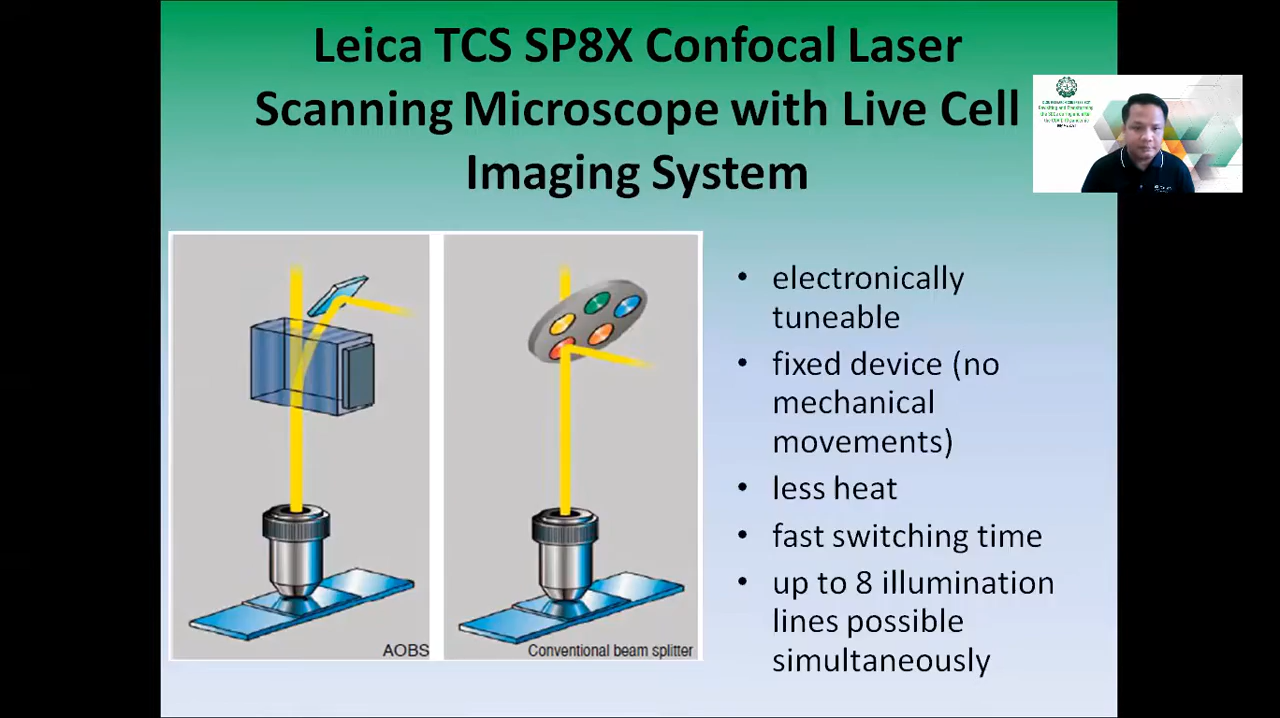 Leica TCS SP8X Confocal Laser
Scanning Microscope with Live Cell
Imaging System
• electronically
tuneable
• fixed device (no
mechanical
movements)
• less heat
• fast switching time
• up to 8 illumination
lines possible
simultaneously
AOBS
Conventional beam splitter